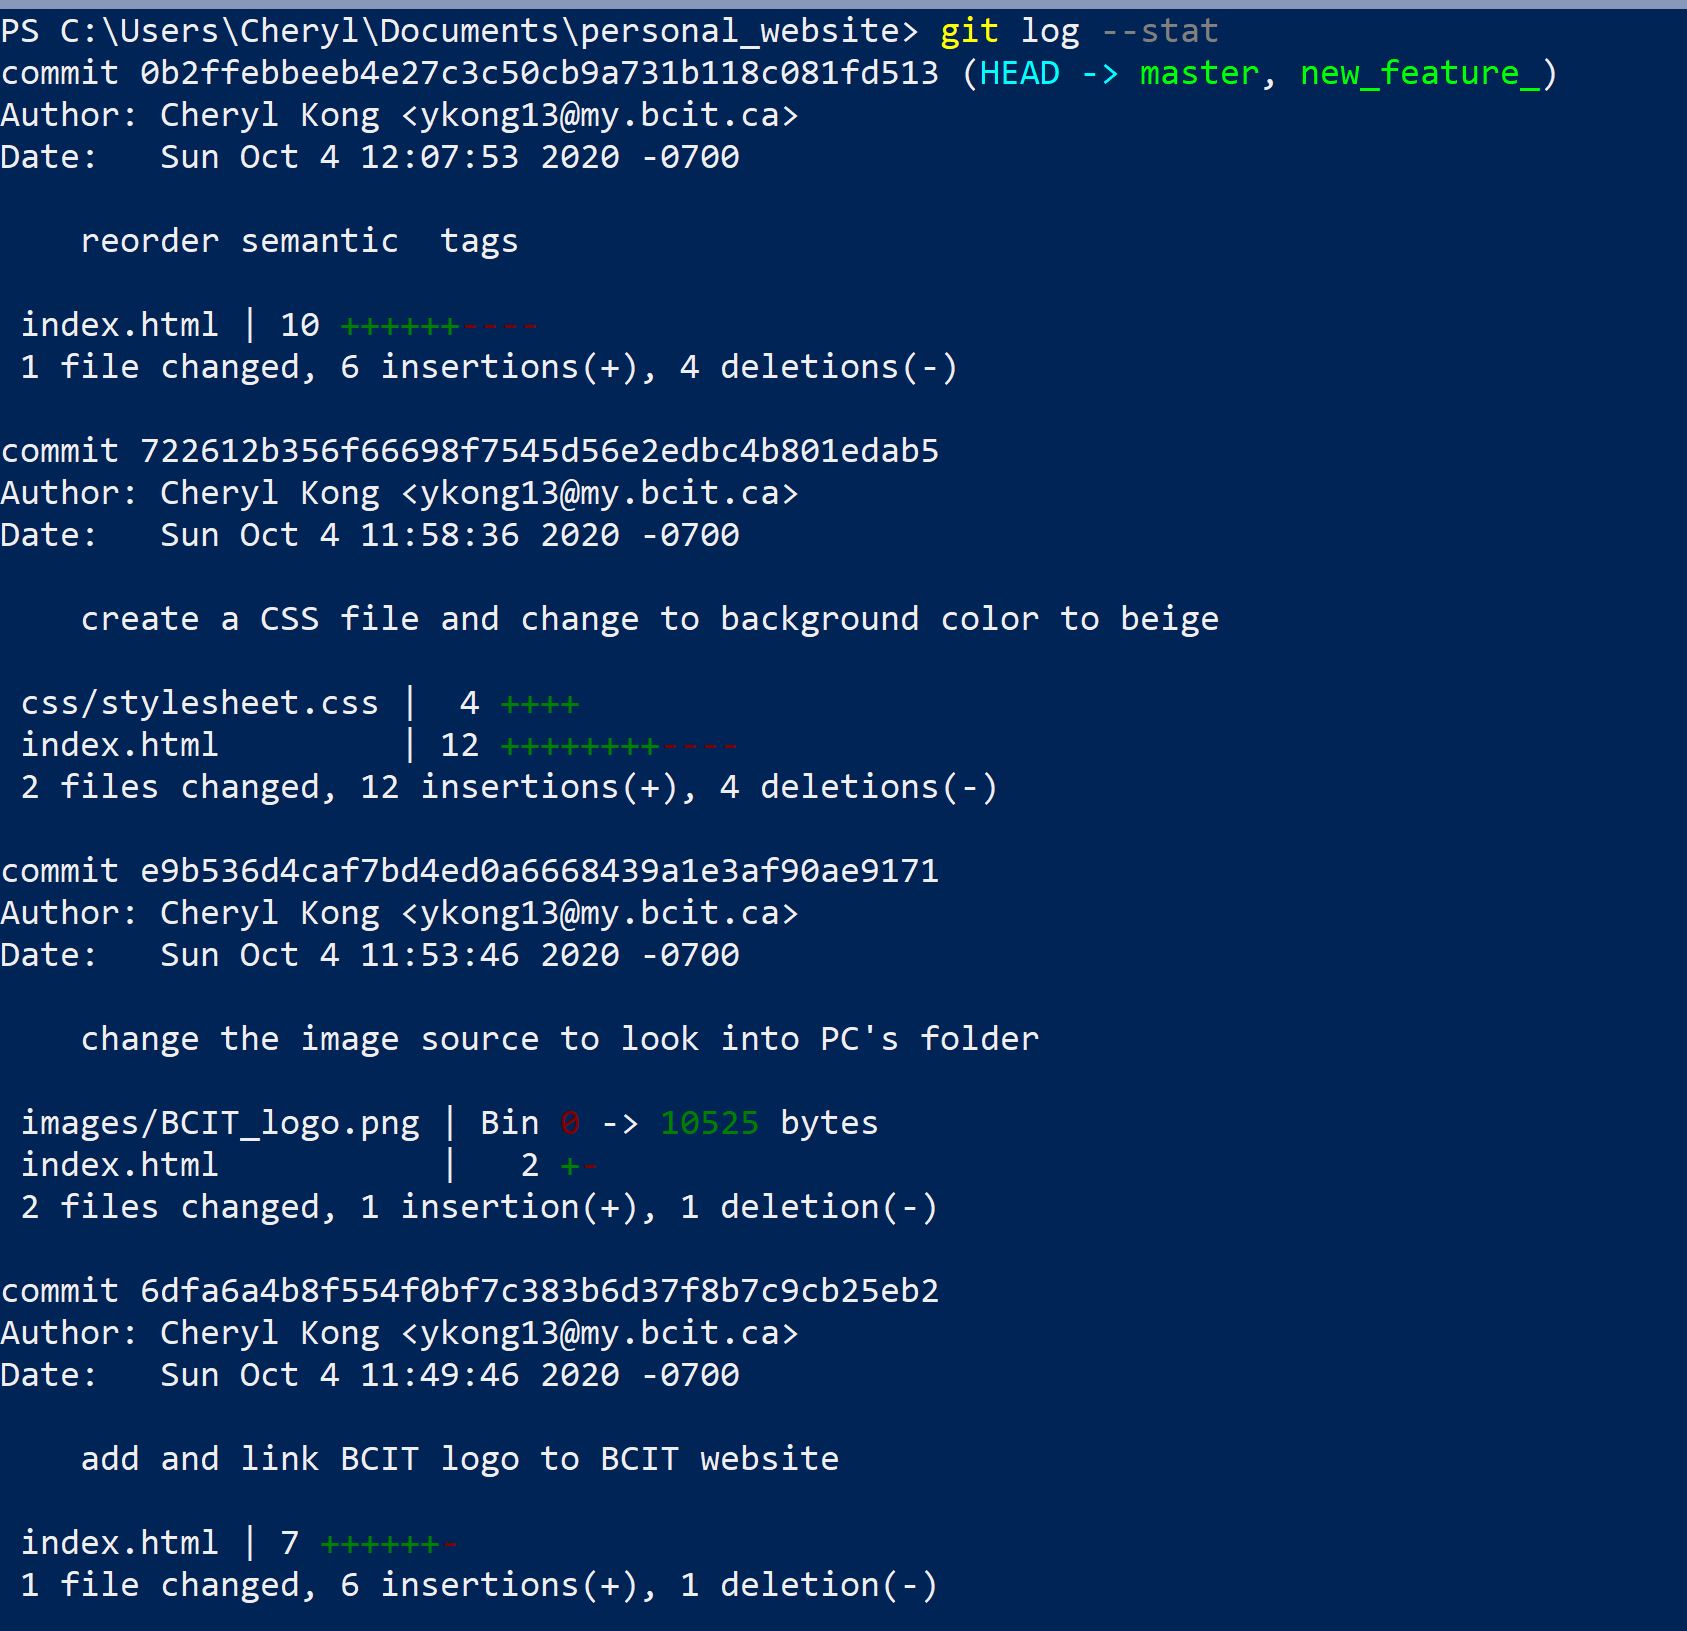 PS C:\Users\Cheryl\Documents\personal_website> git log --stat
commit 0b2ffebbeeb4e27c3c50cb9a731b118c081fd513 (HEAD -> master, new_feature_)
Author: Cheryl Kong <ykong13@my.bcit.ca>
Date:   Sun Oct 4 12:07:53 2020 -0700
    reorder semantic  tags
 index.html | 10 ++++++----
 1 file changed, 6 insertions(+), 4 deletions(-)
commit 722612b356f66698f7545d56e2edbc4b801edab5
Author: Cheryl Kong <ykong13@my.bcit.ca>
Date:   Sun Oct 4 11:58:36 2020 -0700
    create a CSS file and change to background color to beige
 css/stylesheet.css |  4 ++++
 index.html         | 12 ++++++++----
 2 files changed, 12 insertions(+), 4 deletions(-)
commit e9b536d4caf7bd4ed0a6668439a1e3af90ae9171
Author: Cheryl Kong <ykong13@my.bcit.ca>
Date:   Sun Oct 4 11:53:46 2020 -0700
    change the image source to look into PC's folder
 images/BCIT_logo.png | Bin 0 -> 10525 bytes
 index.html           |   2 +-
 2 files changed, 1 insertion(+), 1 deletion(-)
commit 6dfa6a4b8f554f0bf7c383b6d37f8b7c9cb25eb2
Author: Cheryl Kong <ykong13@my.bcit.ca>
Date:   Sun Oct 4 11:49:46 2020 -0700
    add and link BCIT logo to BCIT website
 index.html | 7 ++++++-
 1 file changed, 6 insertions(+), 1 deletion(-)